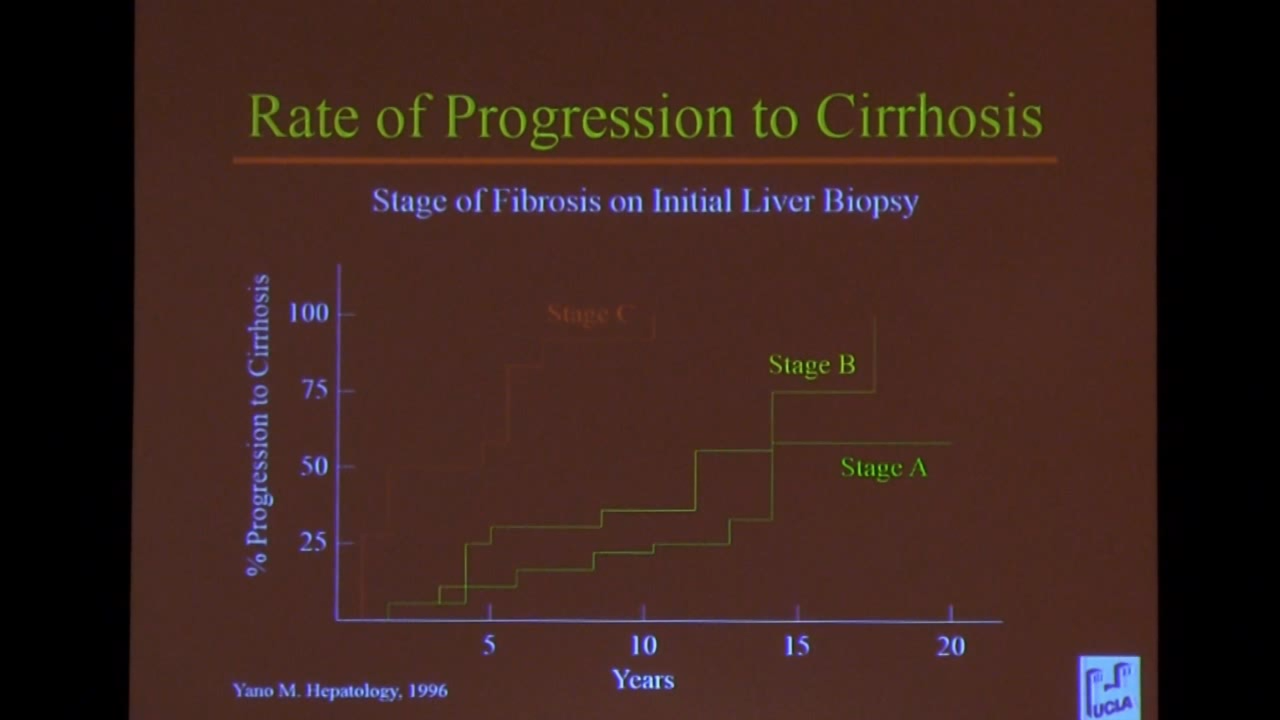 Rate of Progression to Cirrhosis
Stage of Fibrosis on Initial Liver Biopsy
% Progression to Cirrhosis
100
75
50
25
Stage C
Stage B
Stage A
5 10 15 20
Years
Yano M. Hepatology, 1996
UCLA